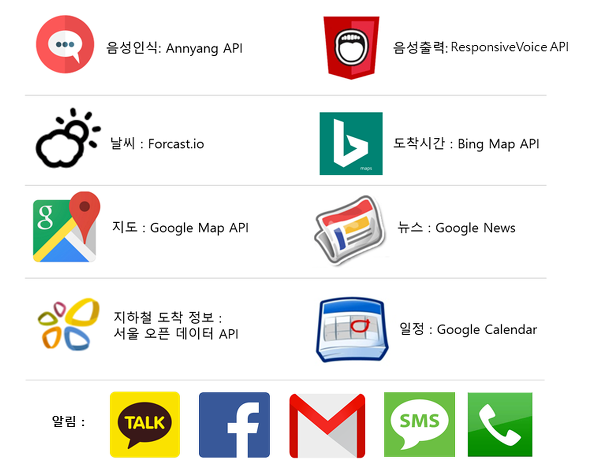 음성인식: Annyang API
음성출력: ResponsiveVoice API
날씨 : Forcast.io
maps
도착시간 : Bing Map API
g
지도 : Google Map API
뉴스 : Google News
지하철 도착 정보 :
서울 오픈 데이터 API
일정 : Google Calendar
알림 :
TALK
f
SMS